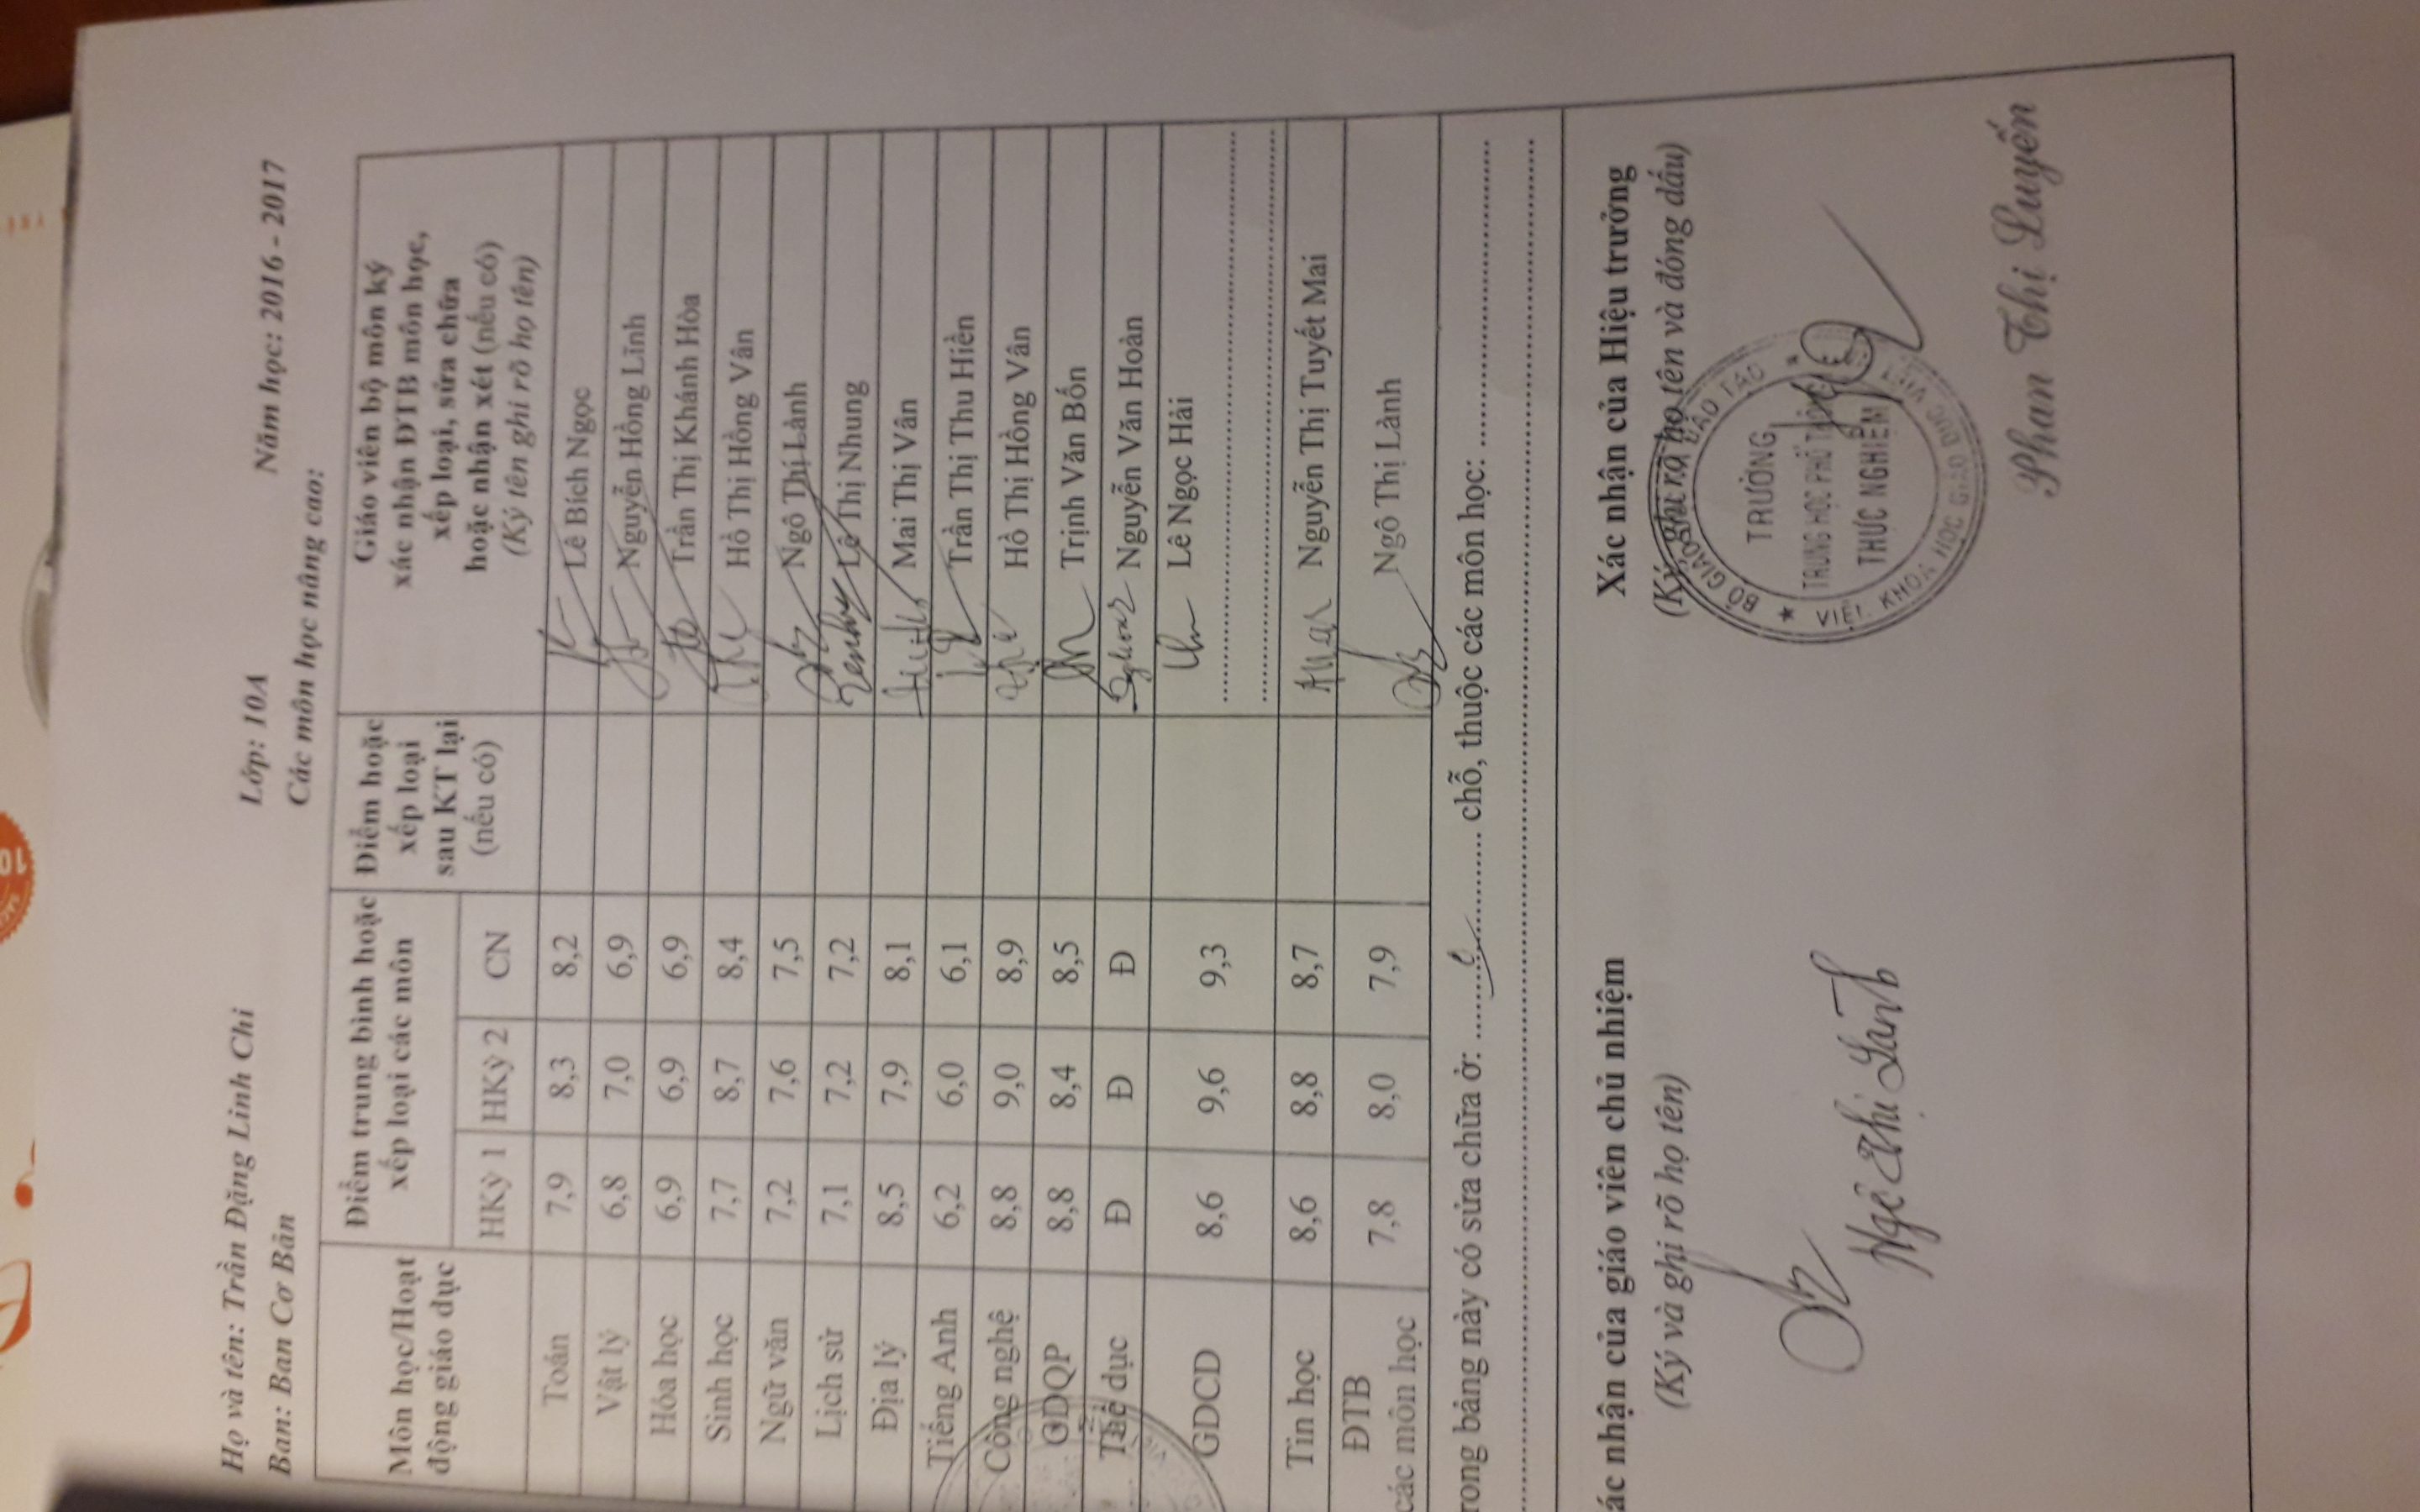 Họ và tên: Trần Đặng Linh Chi Lớp: 10A Năm học: 2016 - 2017
Ban: Ban Cơ Bản Các môn học nâng cao:
Môn học/Hoạt động giáo dục
Điểm trung bình hoặc xếp loại các môn
HKỳ 1 HKỳ 2 CN
Điểm hoặc
xếp loại
sau KT lại
(nếu có)
Giáo viên bộ môn ký
xác nhận ĐTB môn học,
xếp loại, sửa chữa
hoặc nhận xét (nếu có)
(Ký tên ghi rõ họ tên)
Toán 7,9 8,3 8,2 Lê Bích Ngọc
Vật lý 6,8 7,0 6,9 Nguyễn Hồng Lĩnh
Hóa học 6,9 6,9 6,9 Trần Thị Khánh Hòa
Sinh học 7,7 8,7 8,4 Hồ Thị Hồng Vân
Ngữ văn 7,2 7,6 7,5 Ngô Thị Lành
Lịch sử 7,1 7,2 7,2 Lê Thị Nhung
Địa lý 8,5 7,9 8,1 Mai Thị Vân
Tiếng Anh 6,2 6,0 6,1 Trần Thị Thu Hiền
Công nghệ 8,8 9,0 8,9 Hồ Thị Hồng Vân
GDQP 8,8 8,4 8,5 Trịnh Văn Bốn
Thể dục Đ Đ Đ Nguyễn Văn Hoàn
GDCD 8,6 9,6 9,3 Lê Ngọc Hải
Tin học 8,6 8,8 8,7 Nguyễn Thị Tuyết Mai
ĐTB
các môn học 7,8 8,0 7,9 Ngô Thị Lành
rong bảng này có sửa chữa ở: ........ chỗ, thuộc các môn học: ........
ác nhận của giáo viên chủ nhiệm
(Ký và ghi rõ họ tên)
Ngô Thị Lành
Xác nhận của Hiệu trưởng
(Ký, ghi rõ họ tên và đóng dấu)
BỘ GIÁO DỤC VÀ ĐÀO TẠO
TRƯỜNG
TRUNG HỌC PHỔ THÔNG
THỰC NGHIỆM
VIỆN KHOA HỌC GIÁO DỤC VIỆT NAM
Phan Thị Luyến